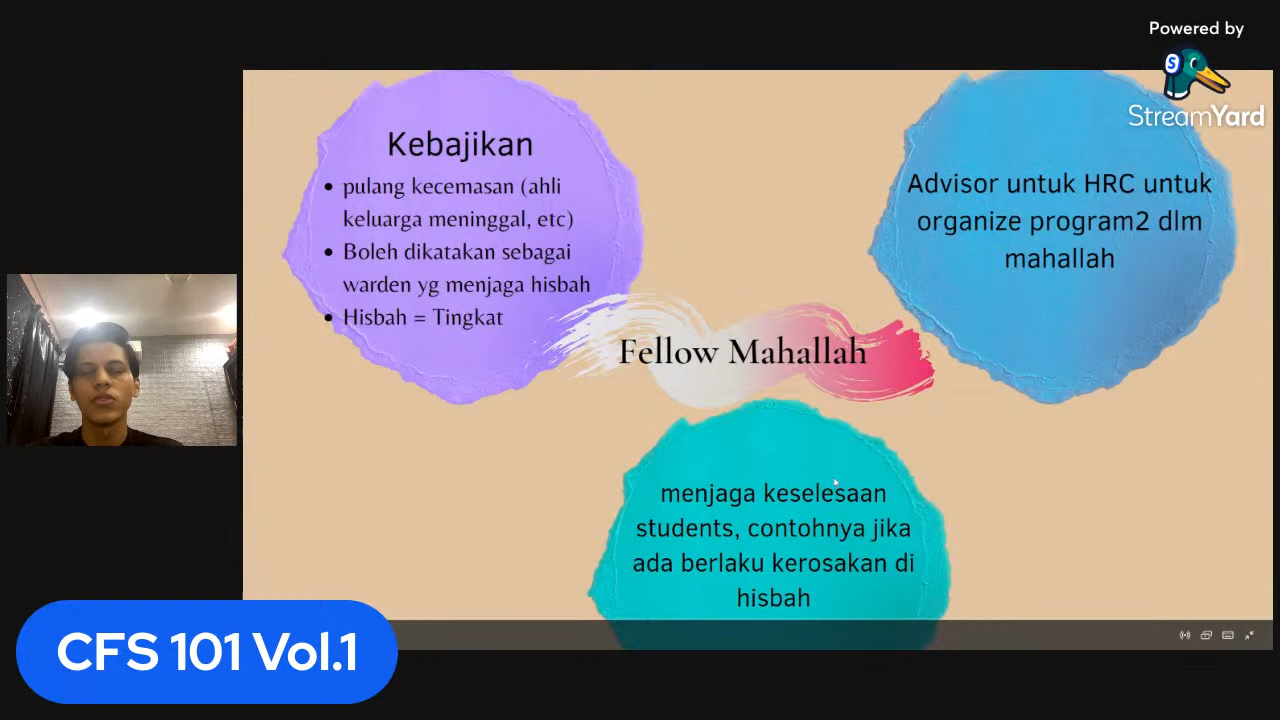 Powered by
StreamYard
Kebajikan
pulang kecemasan (ahli
keluarga meninggal, etc)
Boleh dikatakan sebagai
warden yg menjaga hisbah
Hisbah = Tingkat
Advisor untuk HRC untuk
organize program2 dlm
mahallah
Fellow Mahallah
menjaga keselesaan
students, contohnya jika
ada berlaku kerosakan di
hisbah
CFS 101 Vol.1